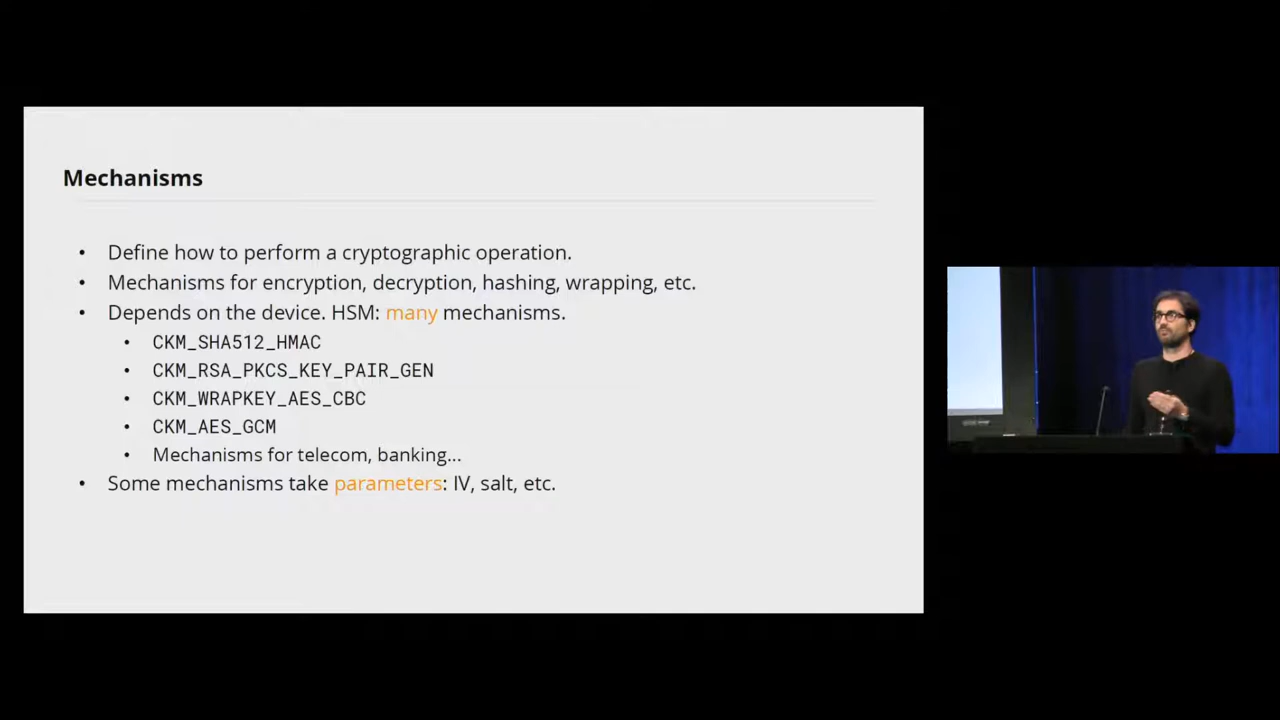 Mechanisms
• Define how to perform a cryptographic operation.
• Mechanisms for encryption, decryption, hashing, wrapping, etc.
• Depends on the device. HSM: many mechanisms.
• CKM_SHA512_HMAC
• CKM_RSA_PKCS_KEY_PAIR_GEN
• CKM_WRAPKEY_AES_CBC
• CKM_AES_GCM
• Mechanisms for telecom, banking...
• Some mechanisms take parameters: IV, salt, etc.